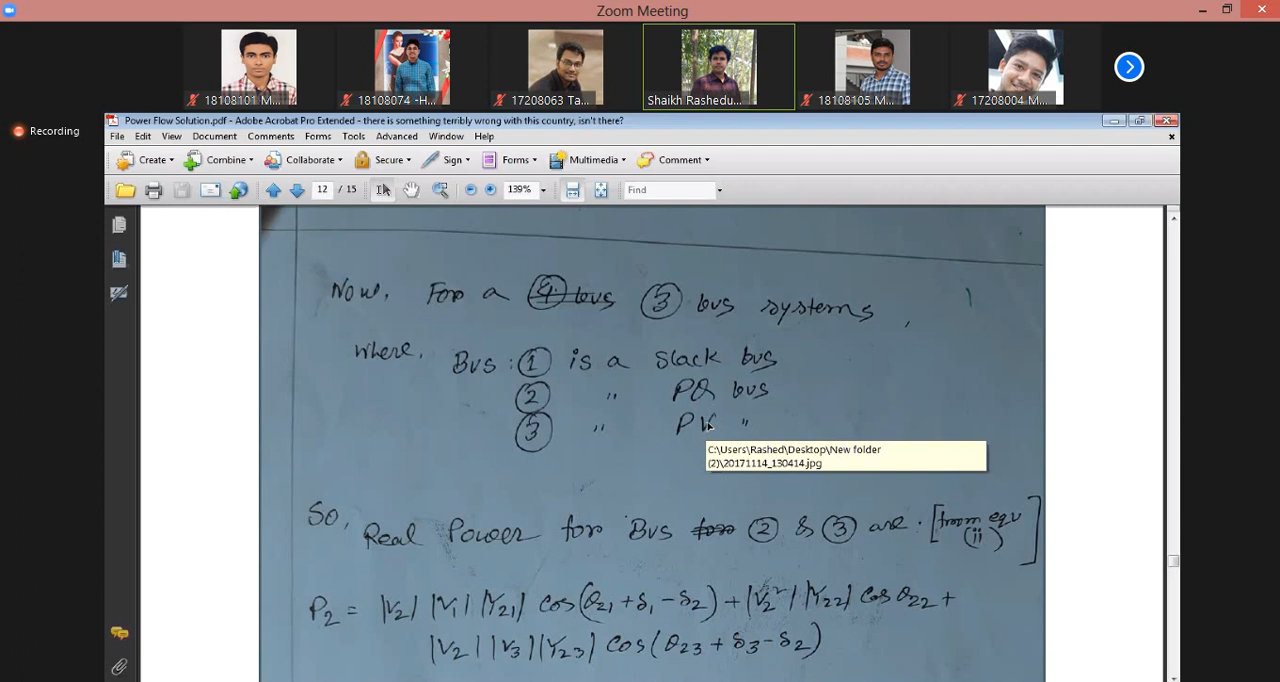 Zoom Meeting
Recording
18108101 M...
18108074 -H...
17208063 Ta...
Shaikh Rashedu...
18108105 M...
17208004 M...
Power Flow Solution.pdf - Adobe Acrobat Pro Extended - there is something terribly wrong with this country, isn't there?
File Edit View Document Comments Forms Tools Advanced Window Help
Create Combine Collaborate Secure Sign Forms Multimedia Comment
12 / 15 139% Find
Now, For a ④ bus ③ bus systems,
where, Bus : ① is a Slack bus
② " PQ bus
③ " PV "
C:\Users\Rashed\Desktop\New folder
(2)\20171114_130414.jpg
So, Real Power for Bus for ② & ③ are. [from equ (ii)]
P2 = |V2| |V1| |Y21| cos(θ21 + δ1 - δ2) + |V2²| |Y22| cos θ22 +
|V2| |V3| |Y23| cos(θ23 + δ3 - δ2)